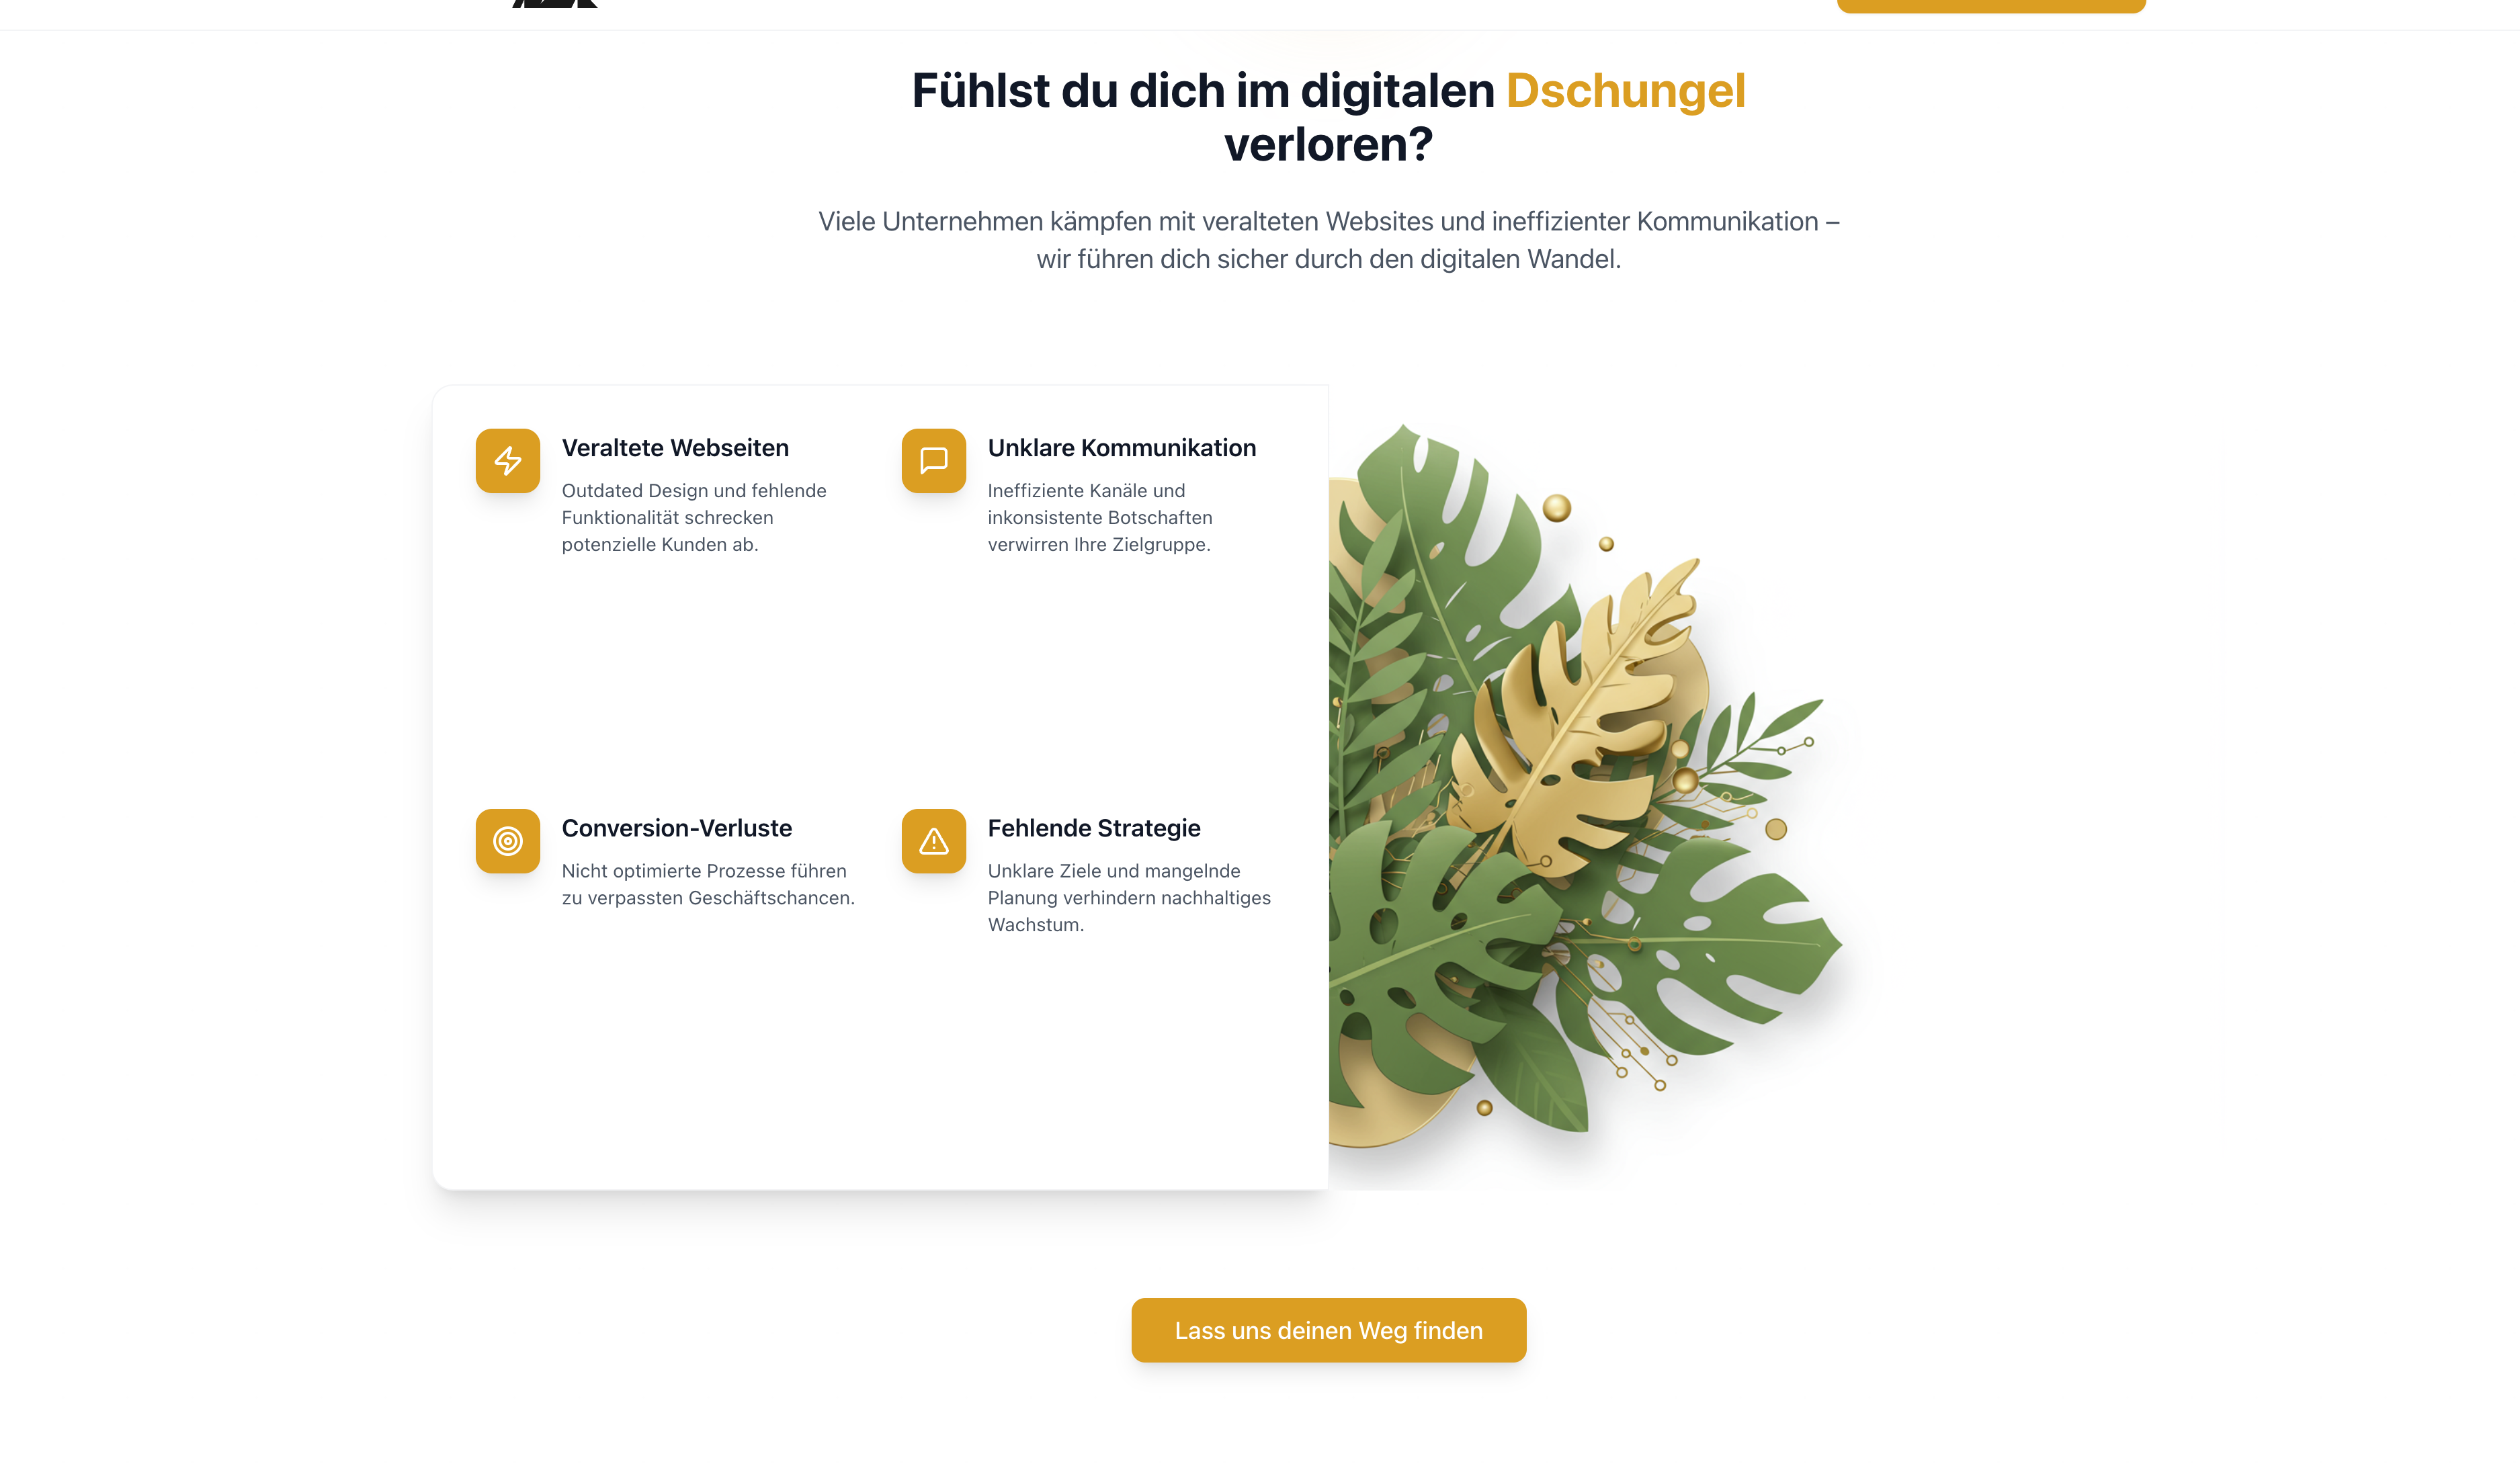 Fühlst du dich im digitalen Dschungel
verloren?
Viele Unternehmen kämpfen mit veralteten Websites und ineffizienter Kommunikation –
wir führen dich sicher durch den digitalen Wandel.
Veraltete Webseiten
Outdated Design und fehlende
Funktionalität schrecken
potenzielle Kunden ab.
Unklare Kommunikation
Ineffiziente Kanäle und
inkonsistente Botschaften
verwirren Ihre Zielgruppe.
Conversion-Verluste
Nicht optimierte Prozesse führen
zu verpassten Geschäftschancen.
Fehlende Strategie
Unklare Ziele und mangelnde
Planung verhindern nachhaltiges
Wachstum.
Lass uns deinen Weg finden